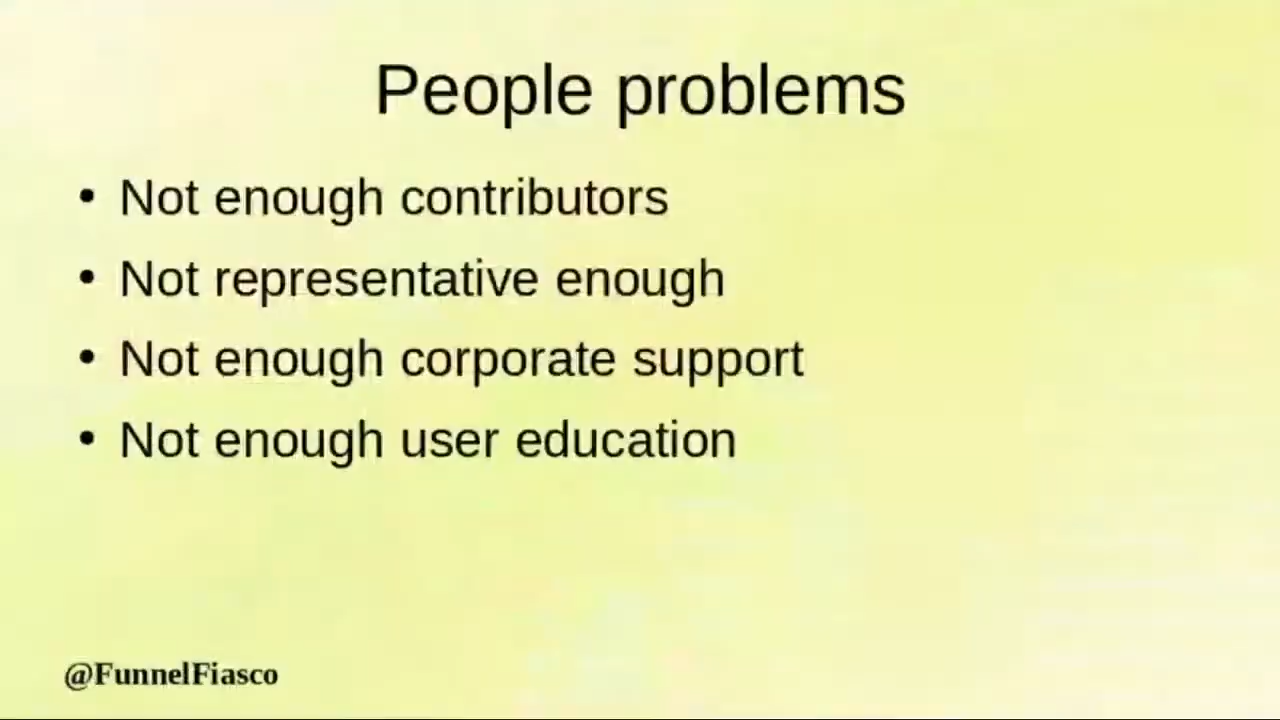 People problems
• Not enough contributors
• Not representative enough
• Not enough corporate support
• Not enough user education
@FunnelFiasco